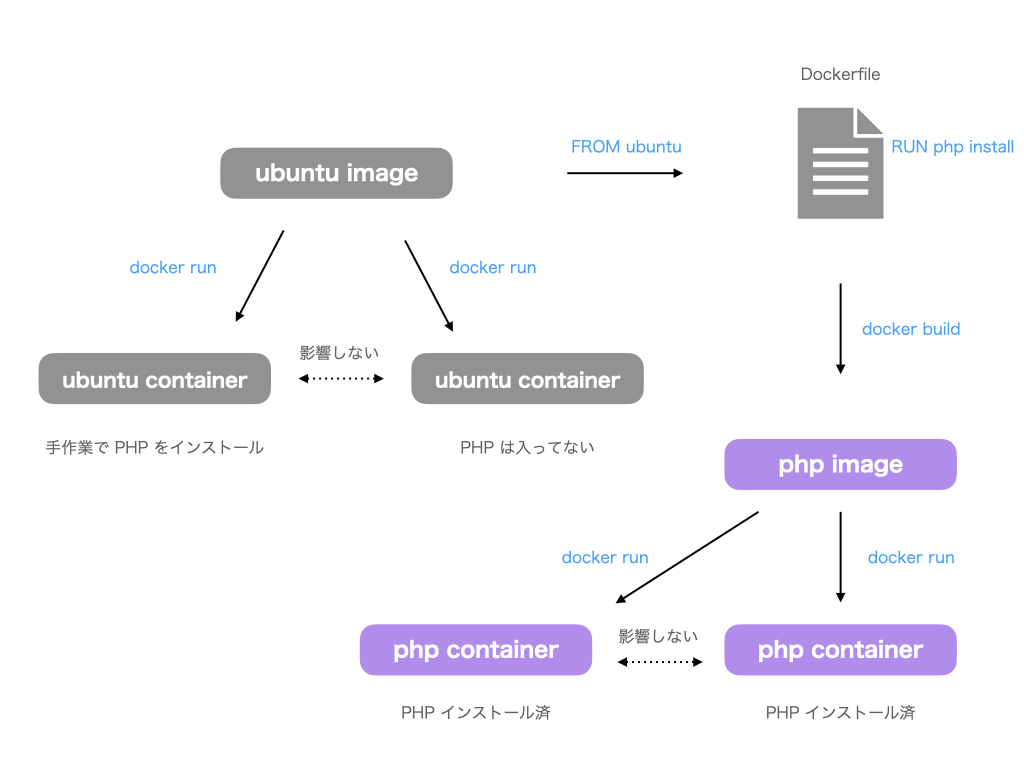 Dockerfile
FROM ubuntu
RUN php install
ubuntu image
docker run
docker run
docker build
影響しない
ubuntu container
ubuntu container
手作業で PHP をインストール
PHP は入ってない
php image
docker run
docker run
影響しない
php container
php container
PHP インストール済
PHP インストール済